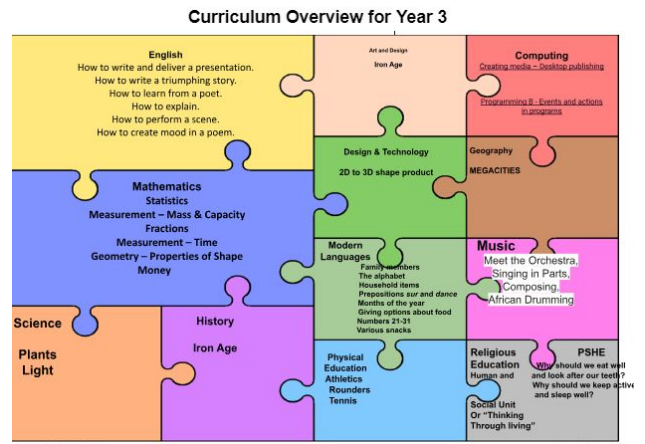 Curriculum Overview for Year 3
English
How to write and deliver a presentation.
How to write a triumphing story.
How to learn from a poet.
How to explain.
How to perform a scene.
How to create mood in a poem.
Art and Design
Iron Age
Computing
Creating media – Desktop publishing
Programming B - Events and actions
in programs
Mathematics
Statistics
Measurement – Mass & Capacity
Fractions
Measurement – Time
Geometry – Properties of Shape
Money
Design & Technology
2D to 3D shape product
Geography
MEGACITIES
Modern
Languages
Family members
The alphabet
Household items
Prepositions sur and dance
Months of the year
Giving options about food
Numbers 21-31
Various snacks
Music
Meet the Orchestra,
Singing in Parts,
Composing,
African Drumming
Science
Plants
Light
History
Iron Age
Physical
Education
Athletics
Rounders
Tennis
Religious
Education
Human and
Social Unit
Or “Thinking
Through living”
PSHE
Why should we eat well
and look after our teeth?
Why should we keep active
and sleep well?